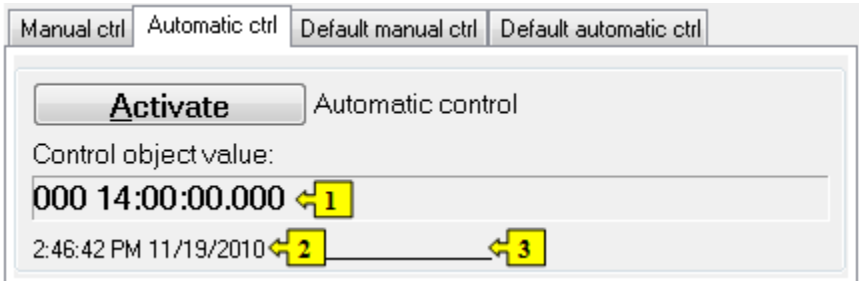 Manual ctrl Automatic ctrl Default manual ctrl Default automatic ctrl
Activate Automatic control
Control object value:
000 14:00:00.000 1
2:46:42 PM 11/19/2010 2 _______________ 3